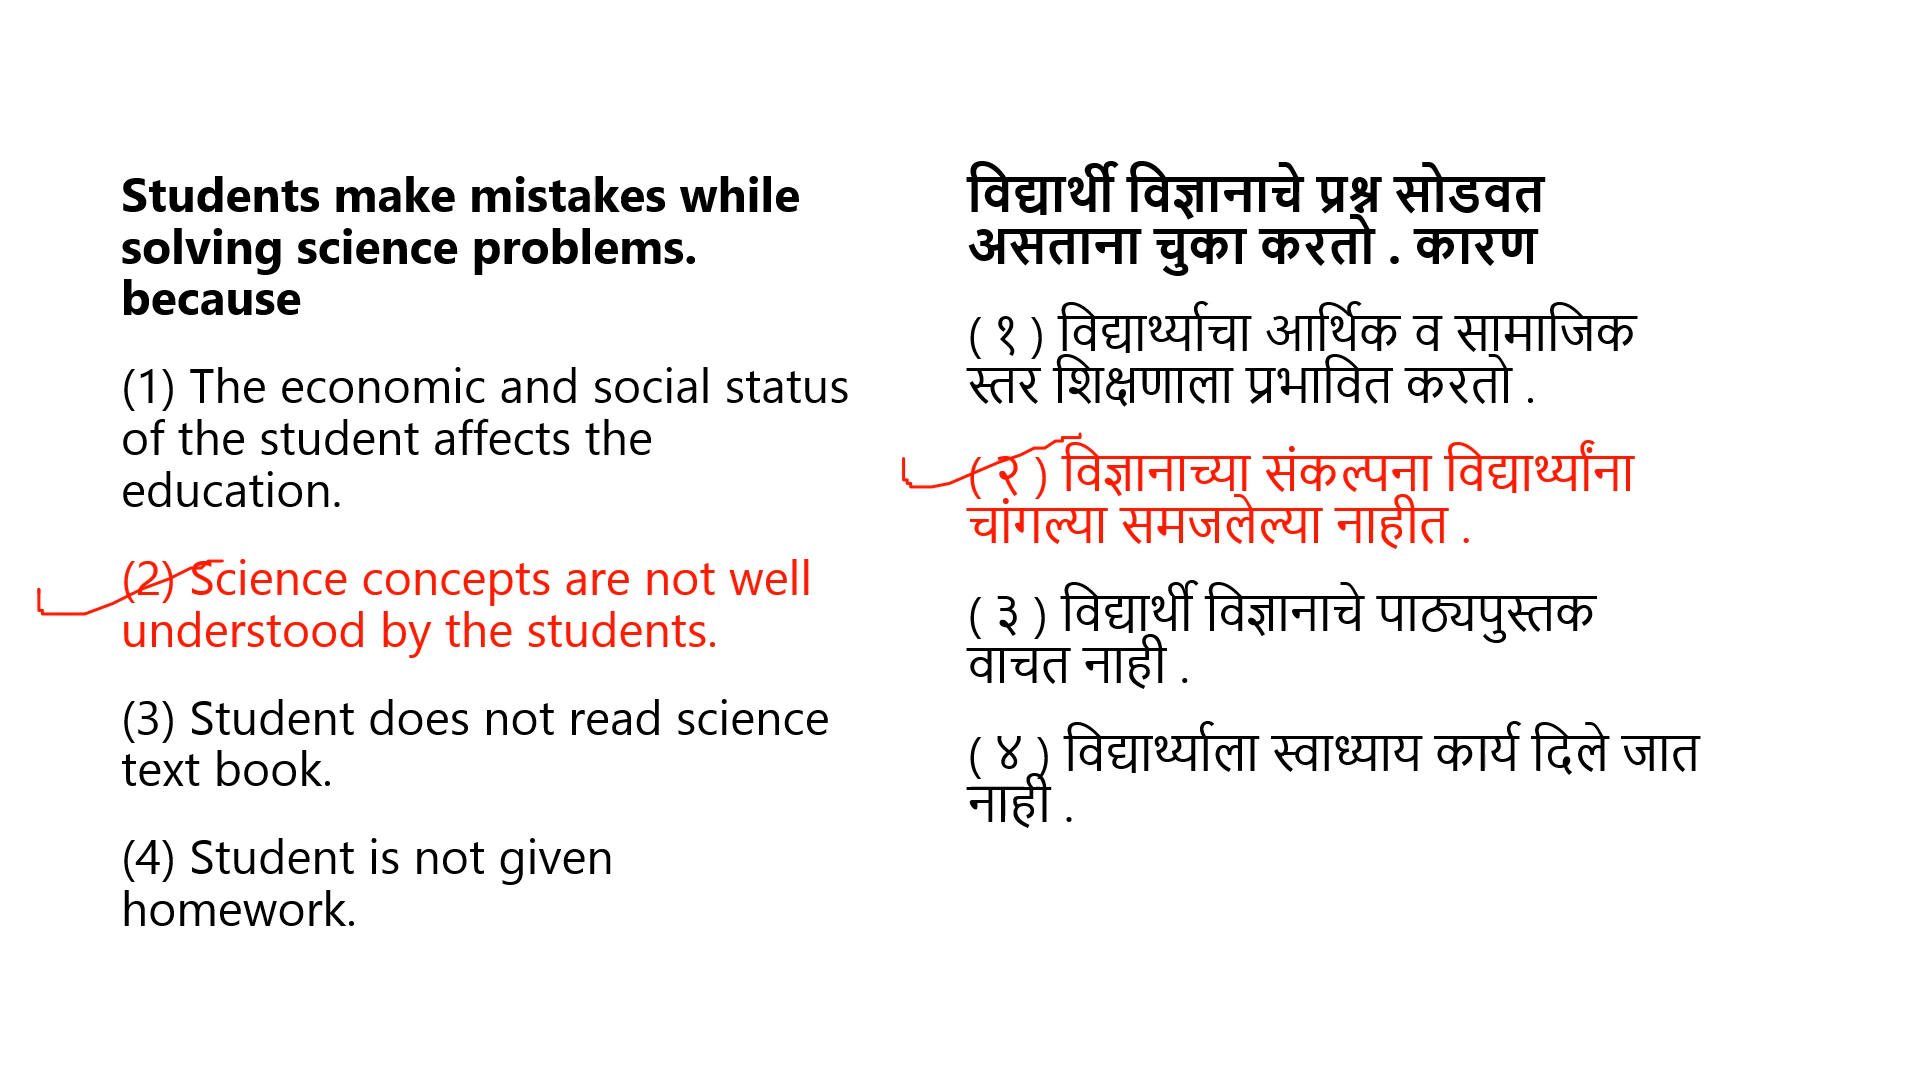 Students make mistakes while
solving science problems.
because
(1) The economic and social status
of the student affects the
education.
(2) Science concepts are not well
understood by the students.
(3) Student does not read science
text book.
(4) Student is not given
homework.
विद्यार्थी विज्ञानाचे प्रश्न सोडवत
असताना चुका करतो . कारण
( १ ) विद्यार्थ्याचा आर्थिक व सामाजिक
स्तर शिक्षणाला प्रभावित करतो .
( २ ) विज्ञानाच्या संकल्पना विद्यार्थ्यांना
चांगल्या समजलेल्या नाहीत .
( ३ ) विद्यार्थी विज्ञानाचे पाठ्यपुस्तक
वाचत नाही .
( ४ ) विद्यार्थ्याला स्वाध्याय कार्य दिले जात
नाही .